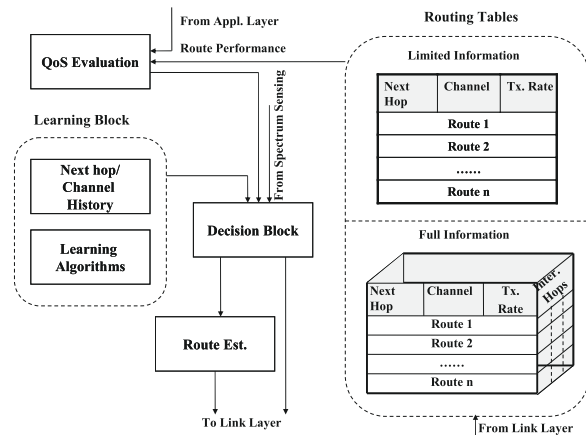 From Appl. Layer
Routing Tables
Route Performance
QoS Evaluation
Limited Information
Next Hop
Channel
Tx. Rate
Route 1
Route 2
......
Route n
From Spectrum Sensing
Learning Block
Next hop/
Channel
History
Learning
Algorithms
Decision Block
Full Information
Inter. Hops
Next Hop
Channel
Tx. Rate
Route 1
Route 2
......
Route n
Route Est.
To Link Layer
From Link Layer